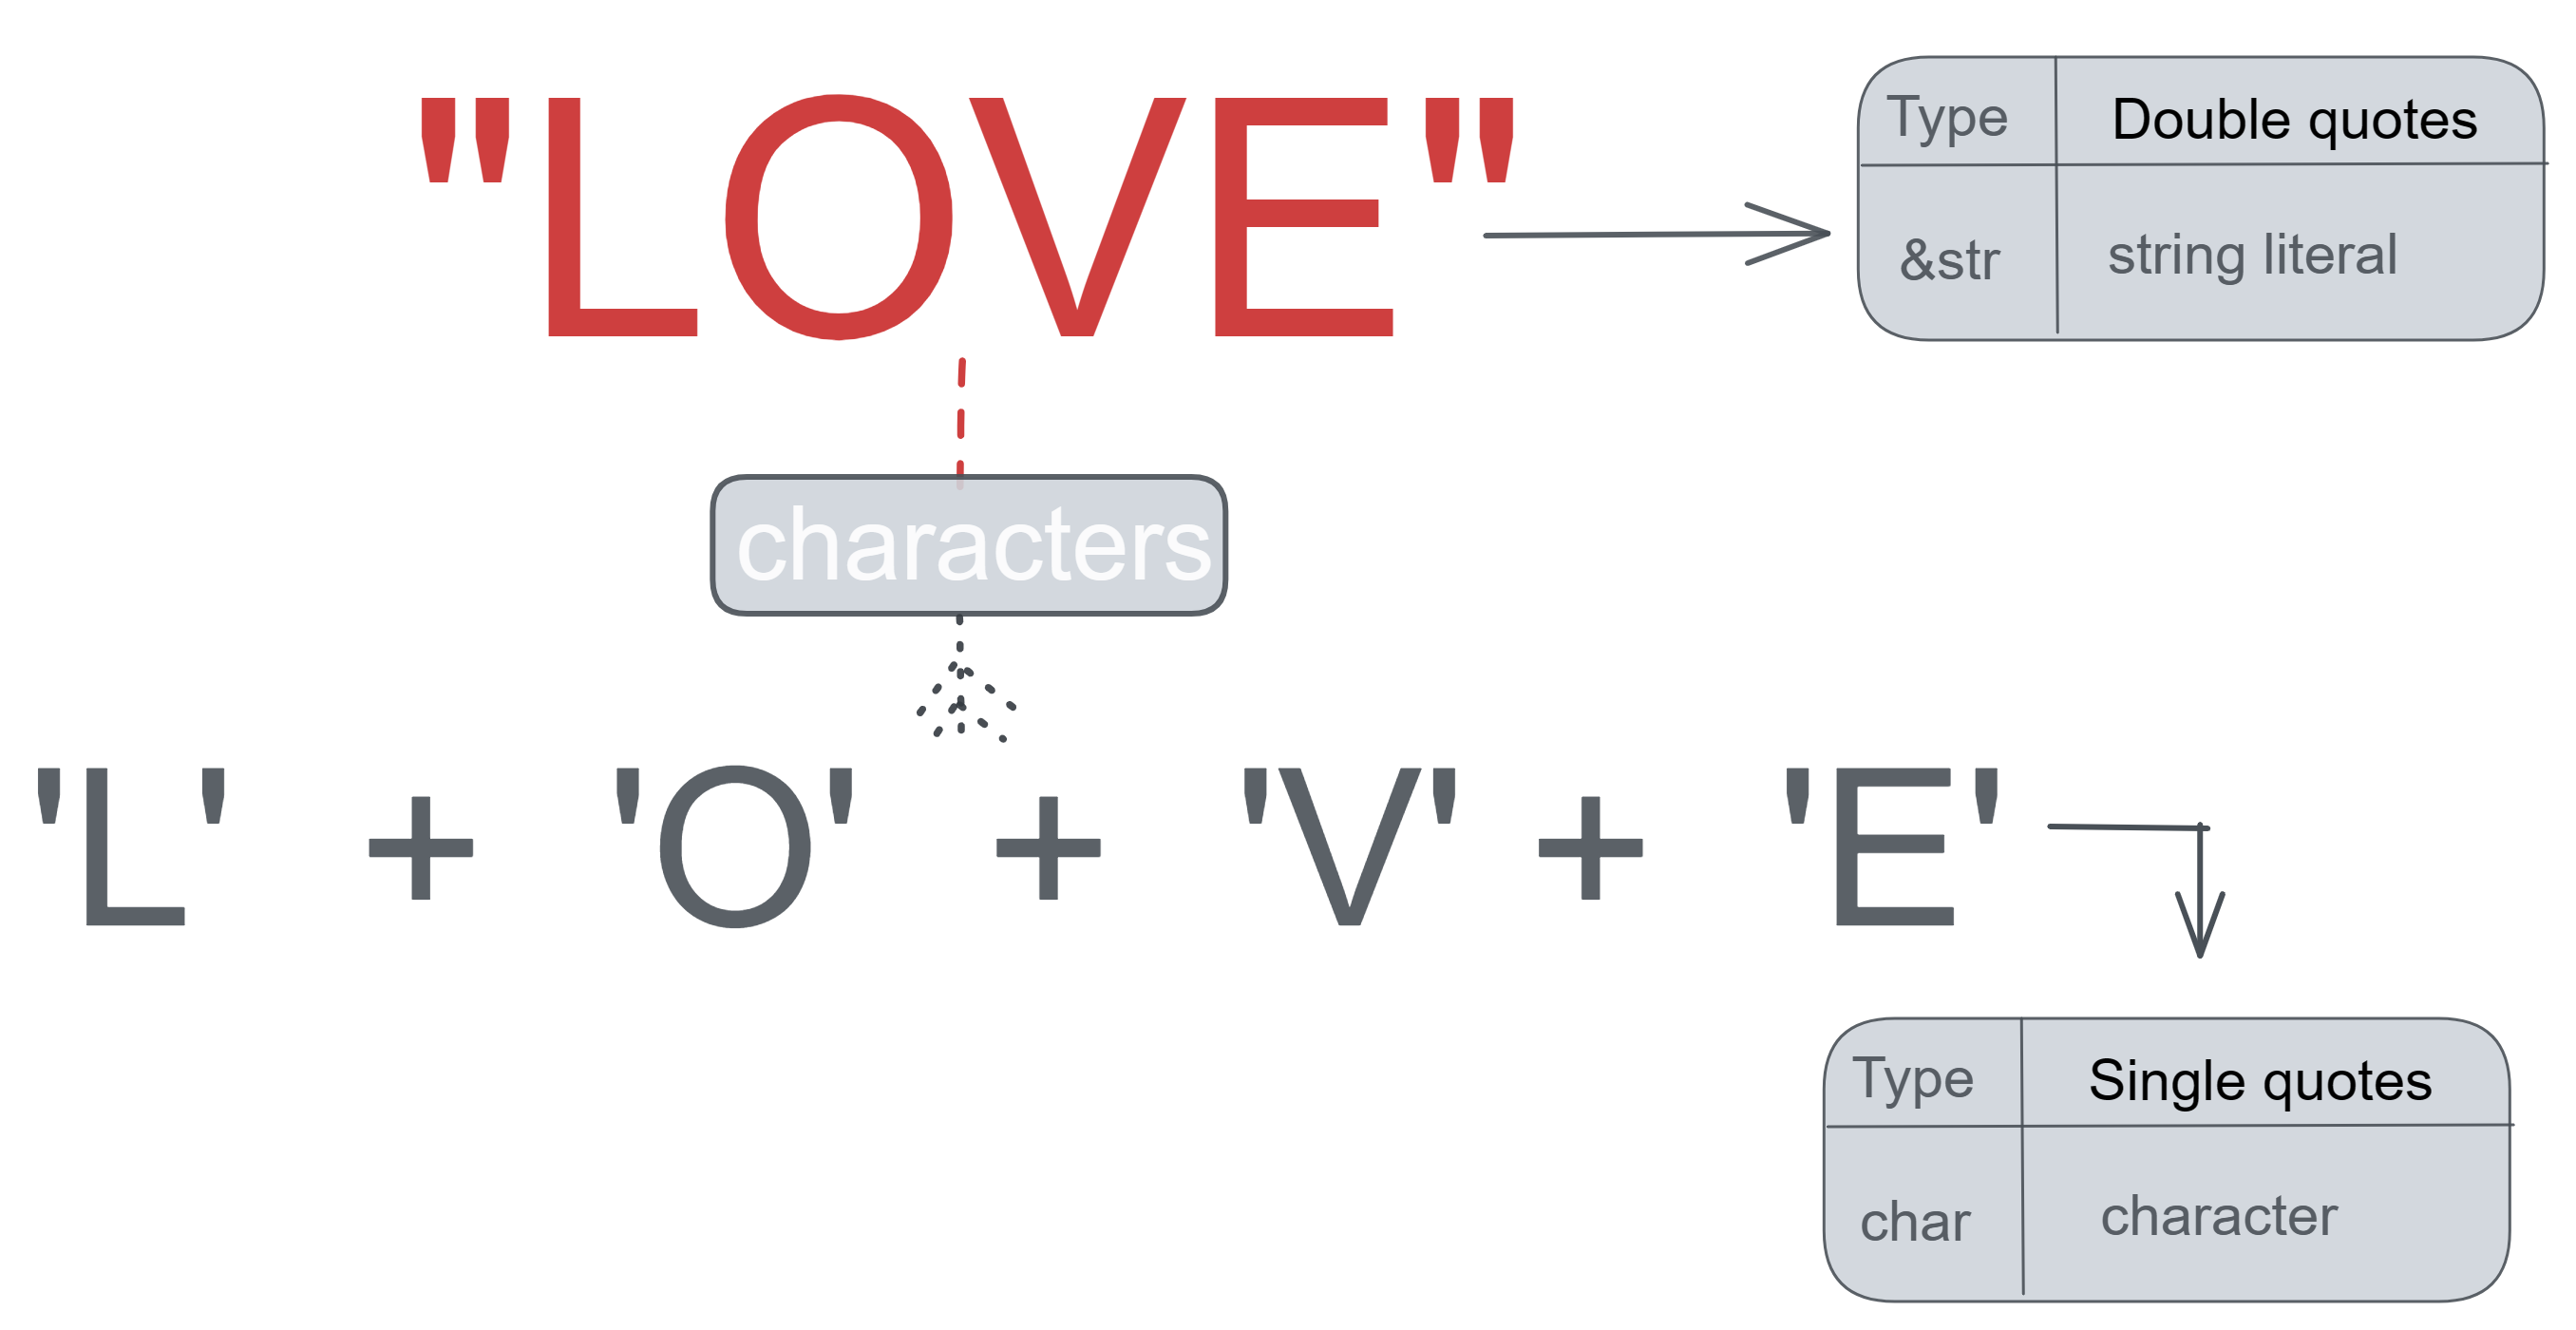 "LOVE"
Type Double quotes
&str string literal
characters
'L' + 'O' + 'V' + 'E'
Type Single quotes
char character